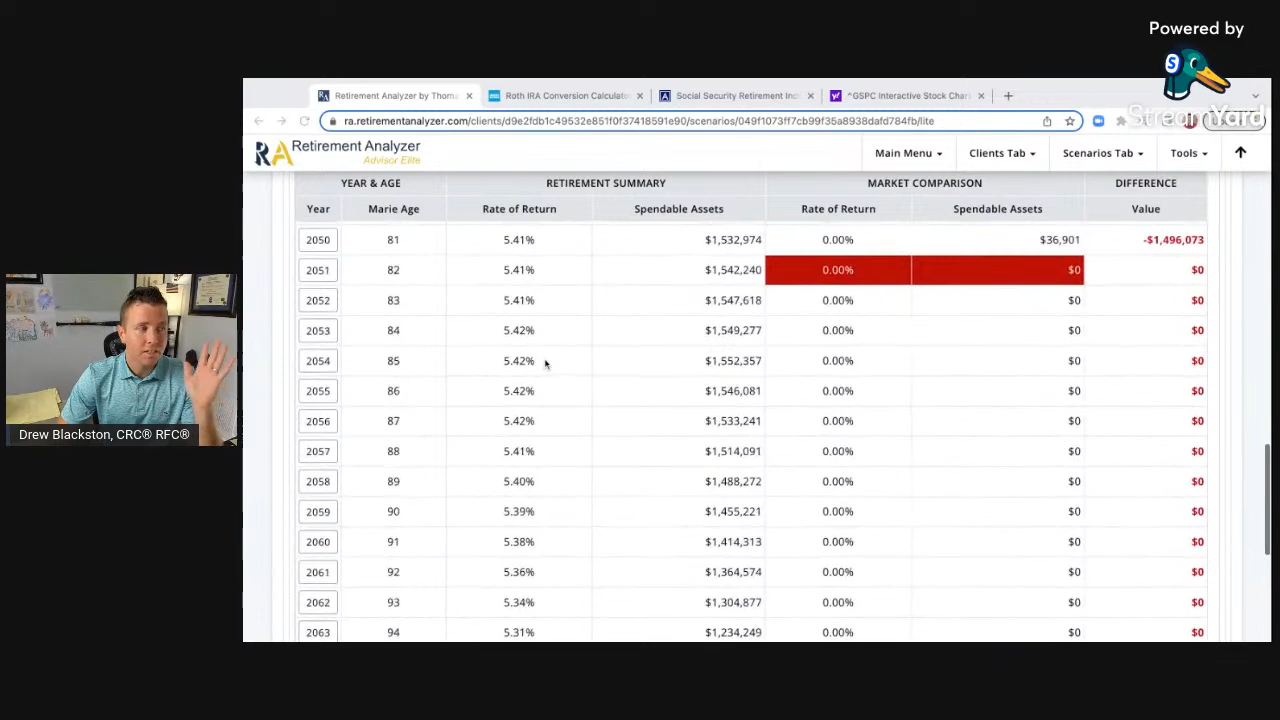 Powered by
S
StreamYard
Retirement Analyzer by Thoma
Roth IRA Conversion Calculato
Social Security Retirement Inc
^GSPC Interactive Stock Chart
ra.retirementanalyzer.com/clients/d9e2fdb1c49532e851f0f37418591e90/scenarios/049f1073ff7cb99f35a8938dafd784fb/lite
RA Retirement Analyzer
Advisor Elite
Main Menu
Clients Tab
Scenarios Tab
Tools
YEAR & AGE RETIREMENT SUMMARY MARKET COMPARISON DIFFERENCE
Year Marie Age Rate of Return Spendable Assets Rate of Return Spendable Assets Value
2050 81 5.41% $1,532,974 0.00% $36,901 -$1,496,073
2051 82 5.41% $1,542,240 0.00% $0 $0
2052 83 5.41% $1,547,618 0.00% $0 $0
2053 84 5.42% $1,549,277 0.00% $0 $0
2054 85 5.42% $1,552,357 0.00% $0 $0
2055 86 5.42% $1,546,081 0.00% $0 $0
2056 87 5.42% $1,533,241 0.00% $0 $0
2057 88 5.41% $1,514,091 0.00% $0 $0
2058 89 5.40% $1,488,272 0.00% $0 $0
2059 90 5.39% $1,455,221 0.00% $0 $0
2060 91 5.38% $1,414,313 0.00% $0 $0
2061 92 5.36% $1,364,574 0.00% $0 $0
2062 93 5.34% $1,304,877 0.00% $0 $0
2063 94 5.31% $1,234,249 0.00% $0 $0
Drew Blackston, CRC® RFC®